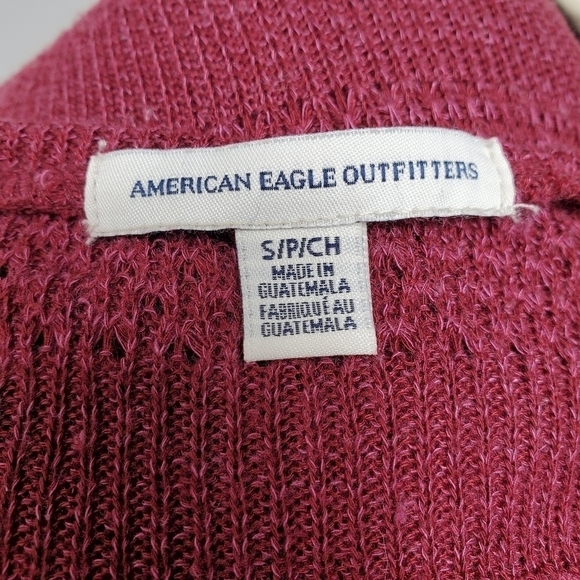 AMERICAN EAGLE OUTFITTERS
S/P/CH
MADE IN
GUATEMALA
FABRIQUÉ AU
GUATEMALA